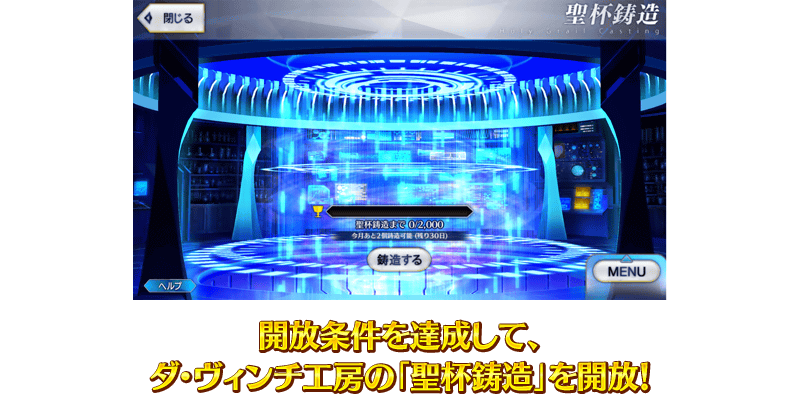 閉じる
聖杯鋳造
Holy Grail Casting
聖杯鋳造まで 0/2,000
今月あと2個鋳造可能 (残り30日)
鋳造する
MENU
ヘルプ
開放条件を達成して、
ダ・ヴィンチ工房の「聖杯鋳造」を開放!